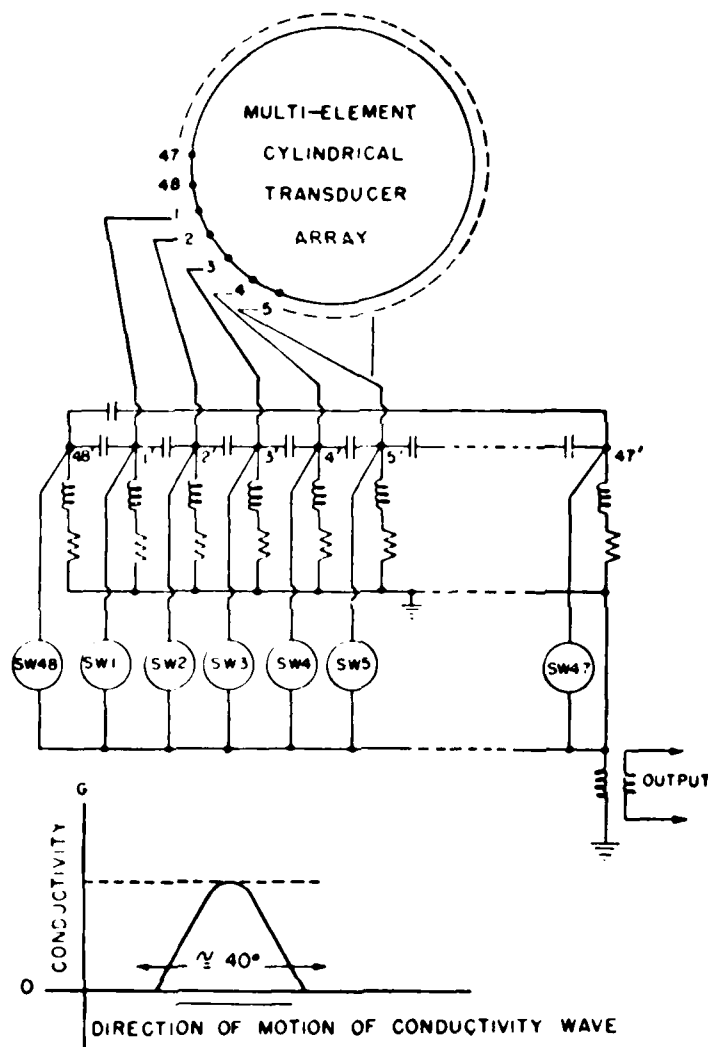 MULTI-ELEMENT
CYLINDRICAL
TRANSDUCER
ARRAY
47
48
1
2
3
4
5
48' 1' 2' 3' 4' 5' 47'
SW48 SW1 SW2 SW3 SW4 SW5 SW47
OUTPUT
G
CONDUCTIVITY
≅ 40°
0
DIRECTION OF MOTION OF CONDUCTIVITY WAVE